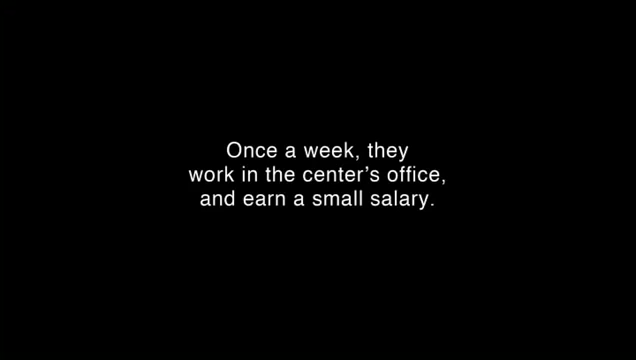 Once a week, they
work in the center’s office,
and earn a small salary.